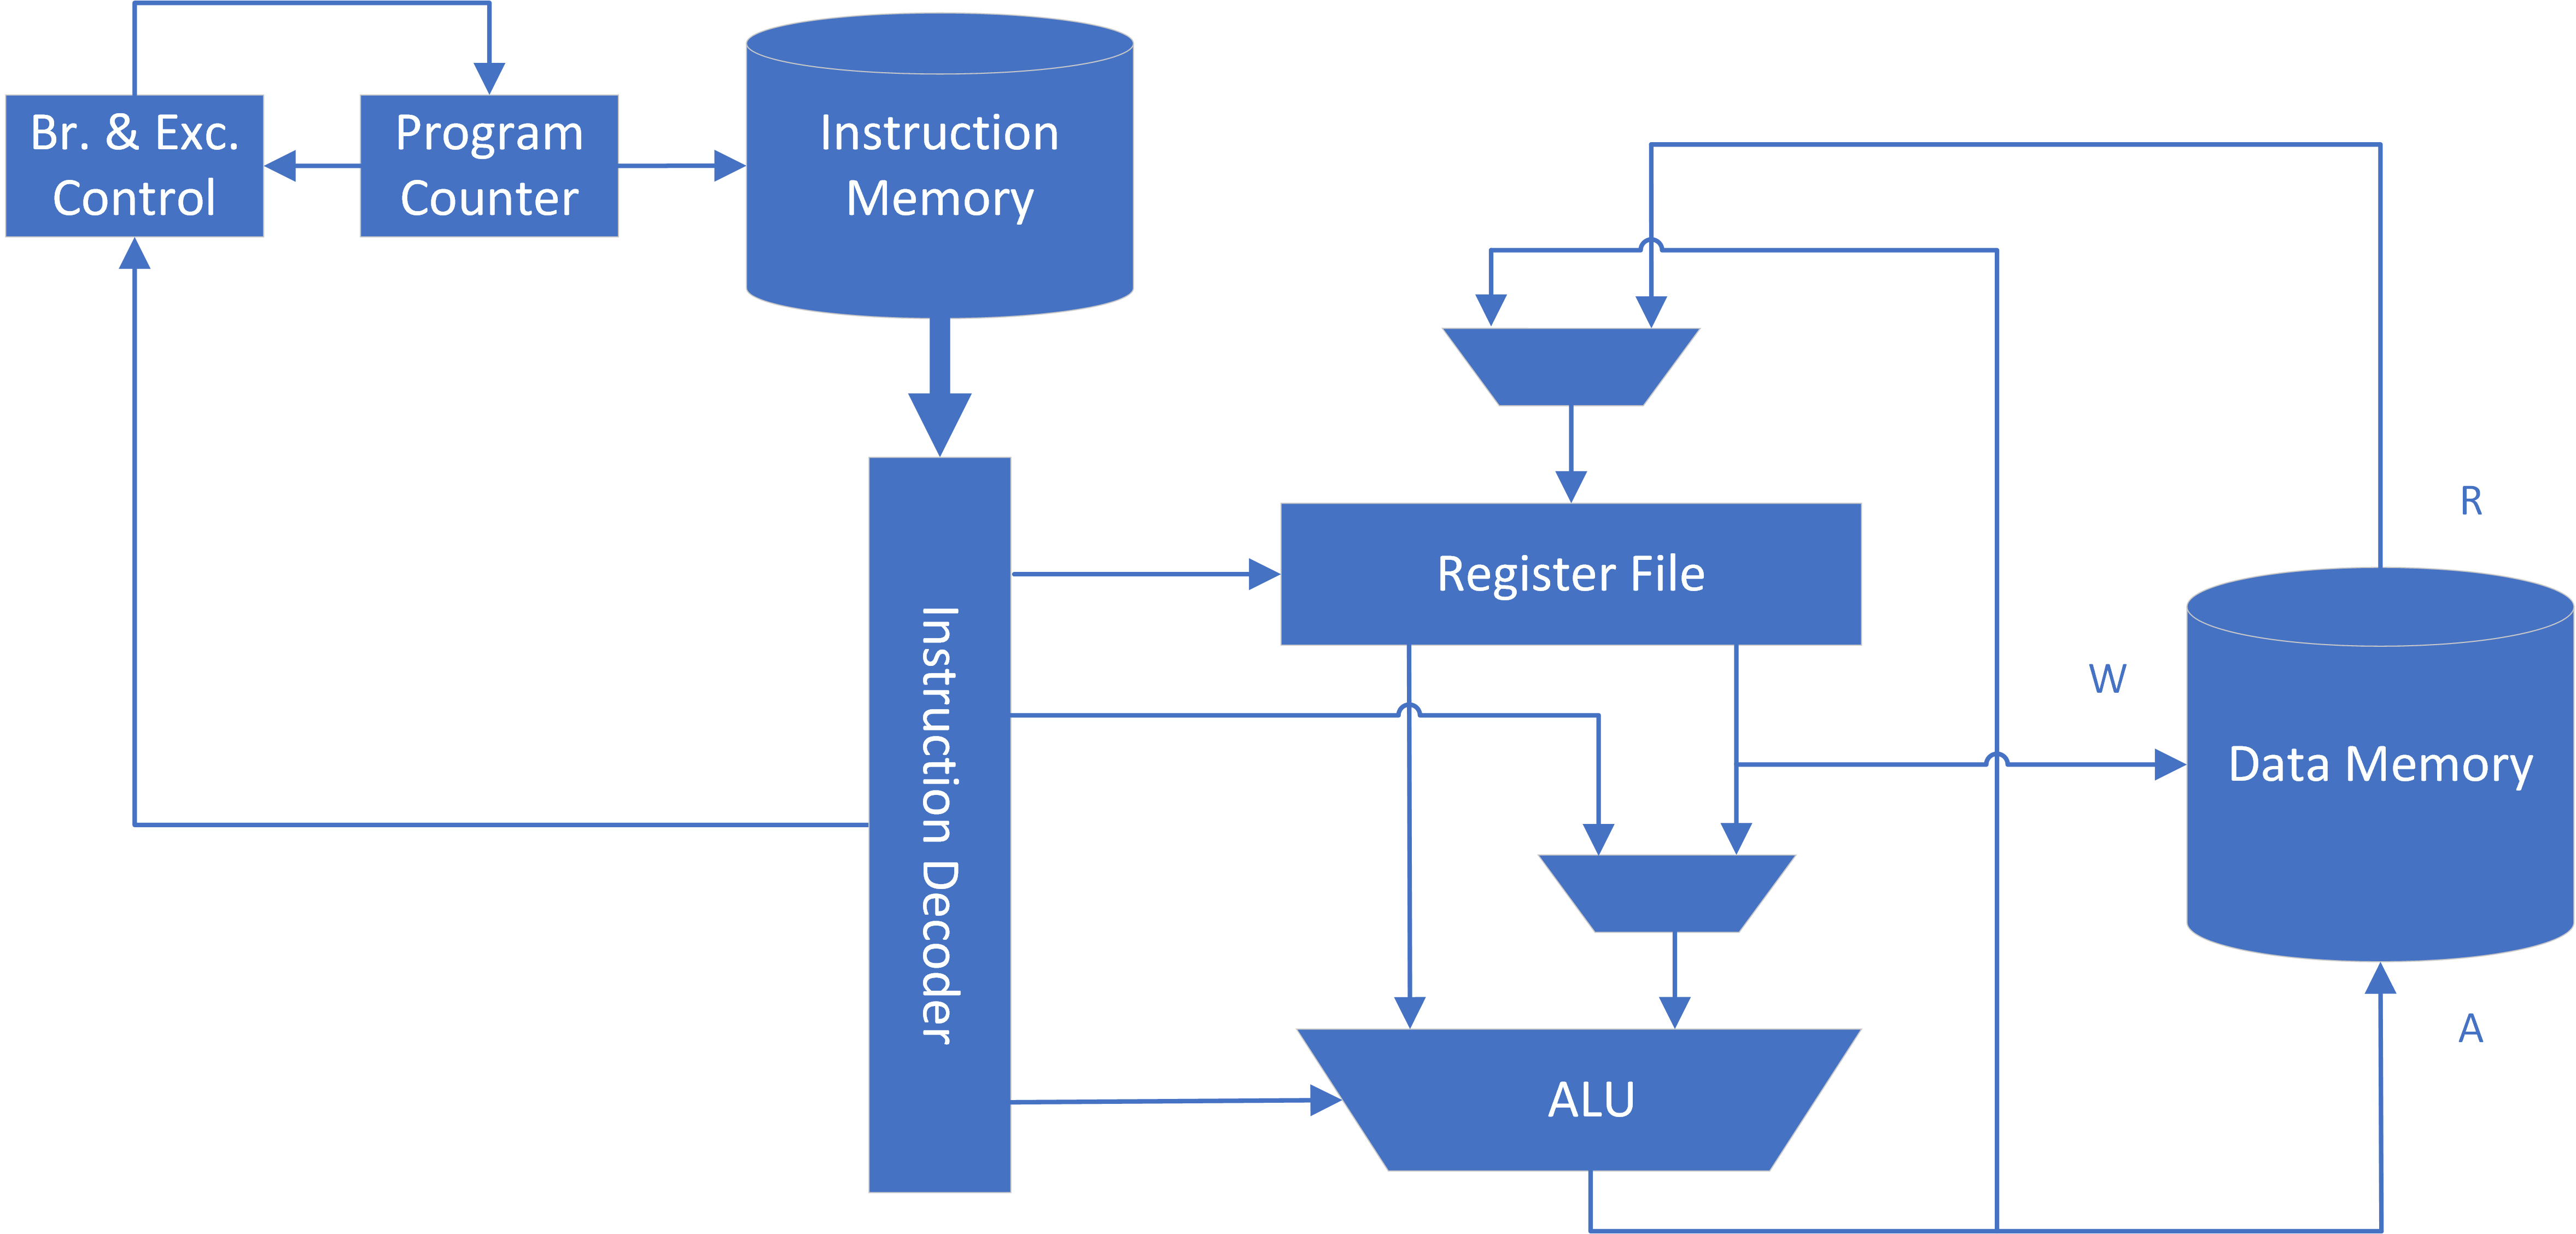 Br. & Exc.
Control
Program
Counter
Instruction
Memory
R
Register File
Instruction Decoder
W
Data Memory
A
ALU